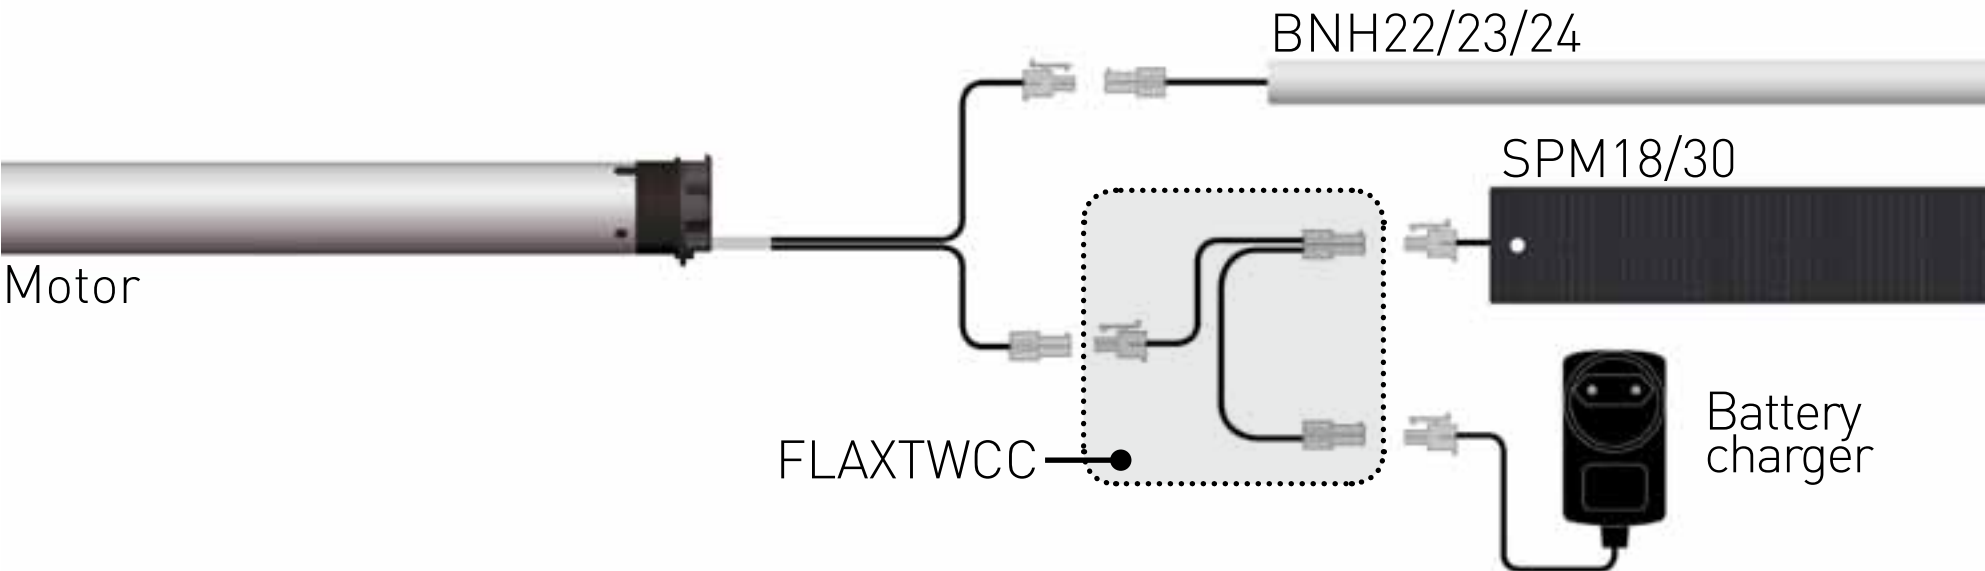 BNH22/23/24
SPM18/30
Motor
FLAXTWCC
Battery
charger